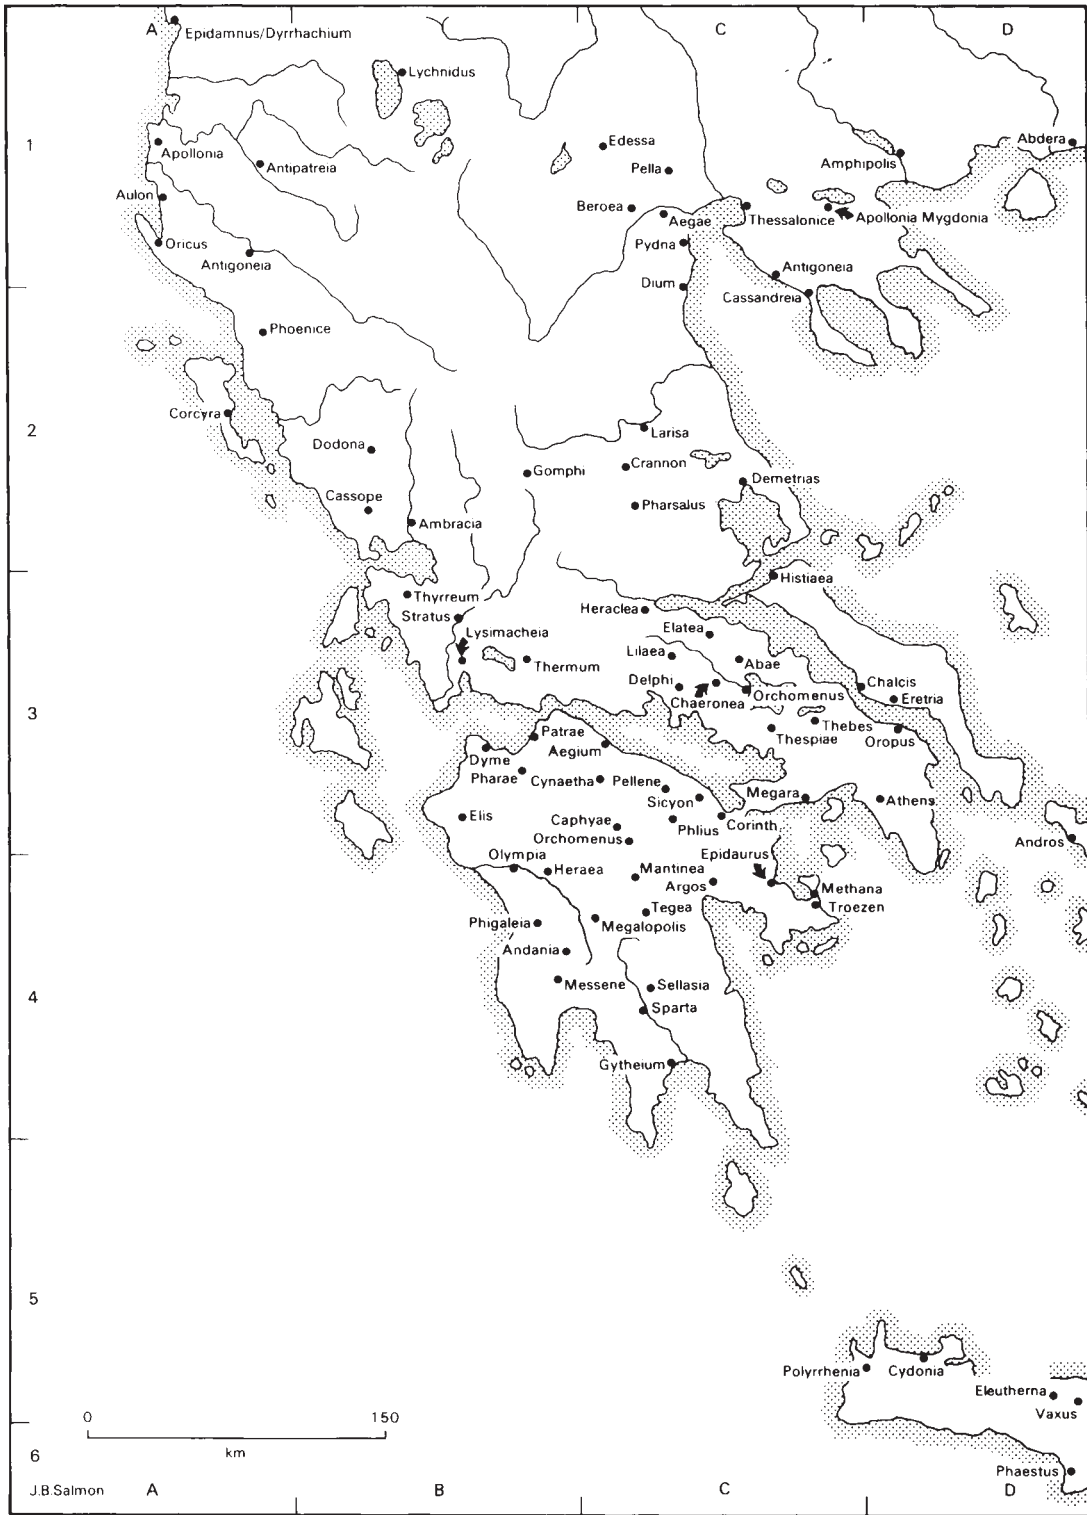 A
C
D
Epidamnus/Dyrrhachium
Lychnidus
1
Apollonia
Antipatreia
Edessa
Pella
Amphipolis
Abdera
Aulon
Beroea
Aegae
Thessalonice
Apollonia Mygdonia
Oricus
Antigoneia
Pydna
Dium
Antigoneia
Cassandreia
Phoenice
Corcyra
2
Dodona
Larisa
Gomphi
Crannon
Demetrias
Cassope
Ambracia
Pharsalus
Histiaea
Thyrreum
Stratus
Heraclea
Lysimacheia
Elatea
Thermum
Lilaea
Abae
Delphi
Chaeronea
Orchomenus
Chalcis
Eretria
3
Thebes
Thespiae
Oropus
Patrae
Aegium
Dyme
Pharae
Cynaetha
Pellene
Sicyon
Megara
Athens
Elis
Caphyae
Phlius
Corinth
Orchomenus
Andros
Olympia
Heraea
Mantinea
Epidaurus
Argos
Methana
Troezen
Tegea
Phigaleia
Megalopolis
Andania
4
Messene
Sellasia
Sparta
Gytheium
5
Polyrrhenia
Cydonia
Eleutherna
Vaxus
0 150
km
6
Phaestus
J.B.Salmon
A
B
C
D